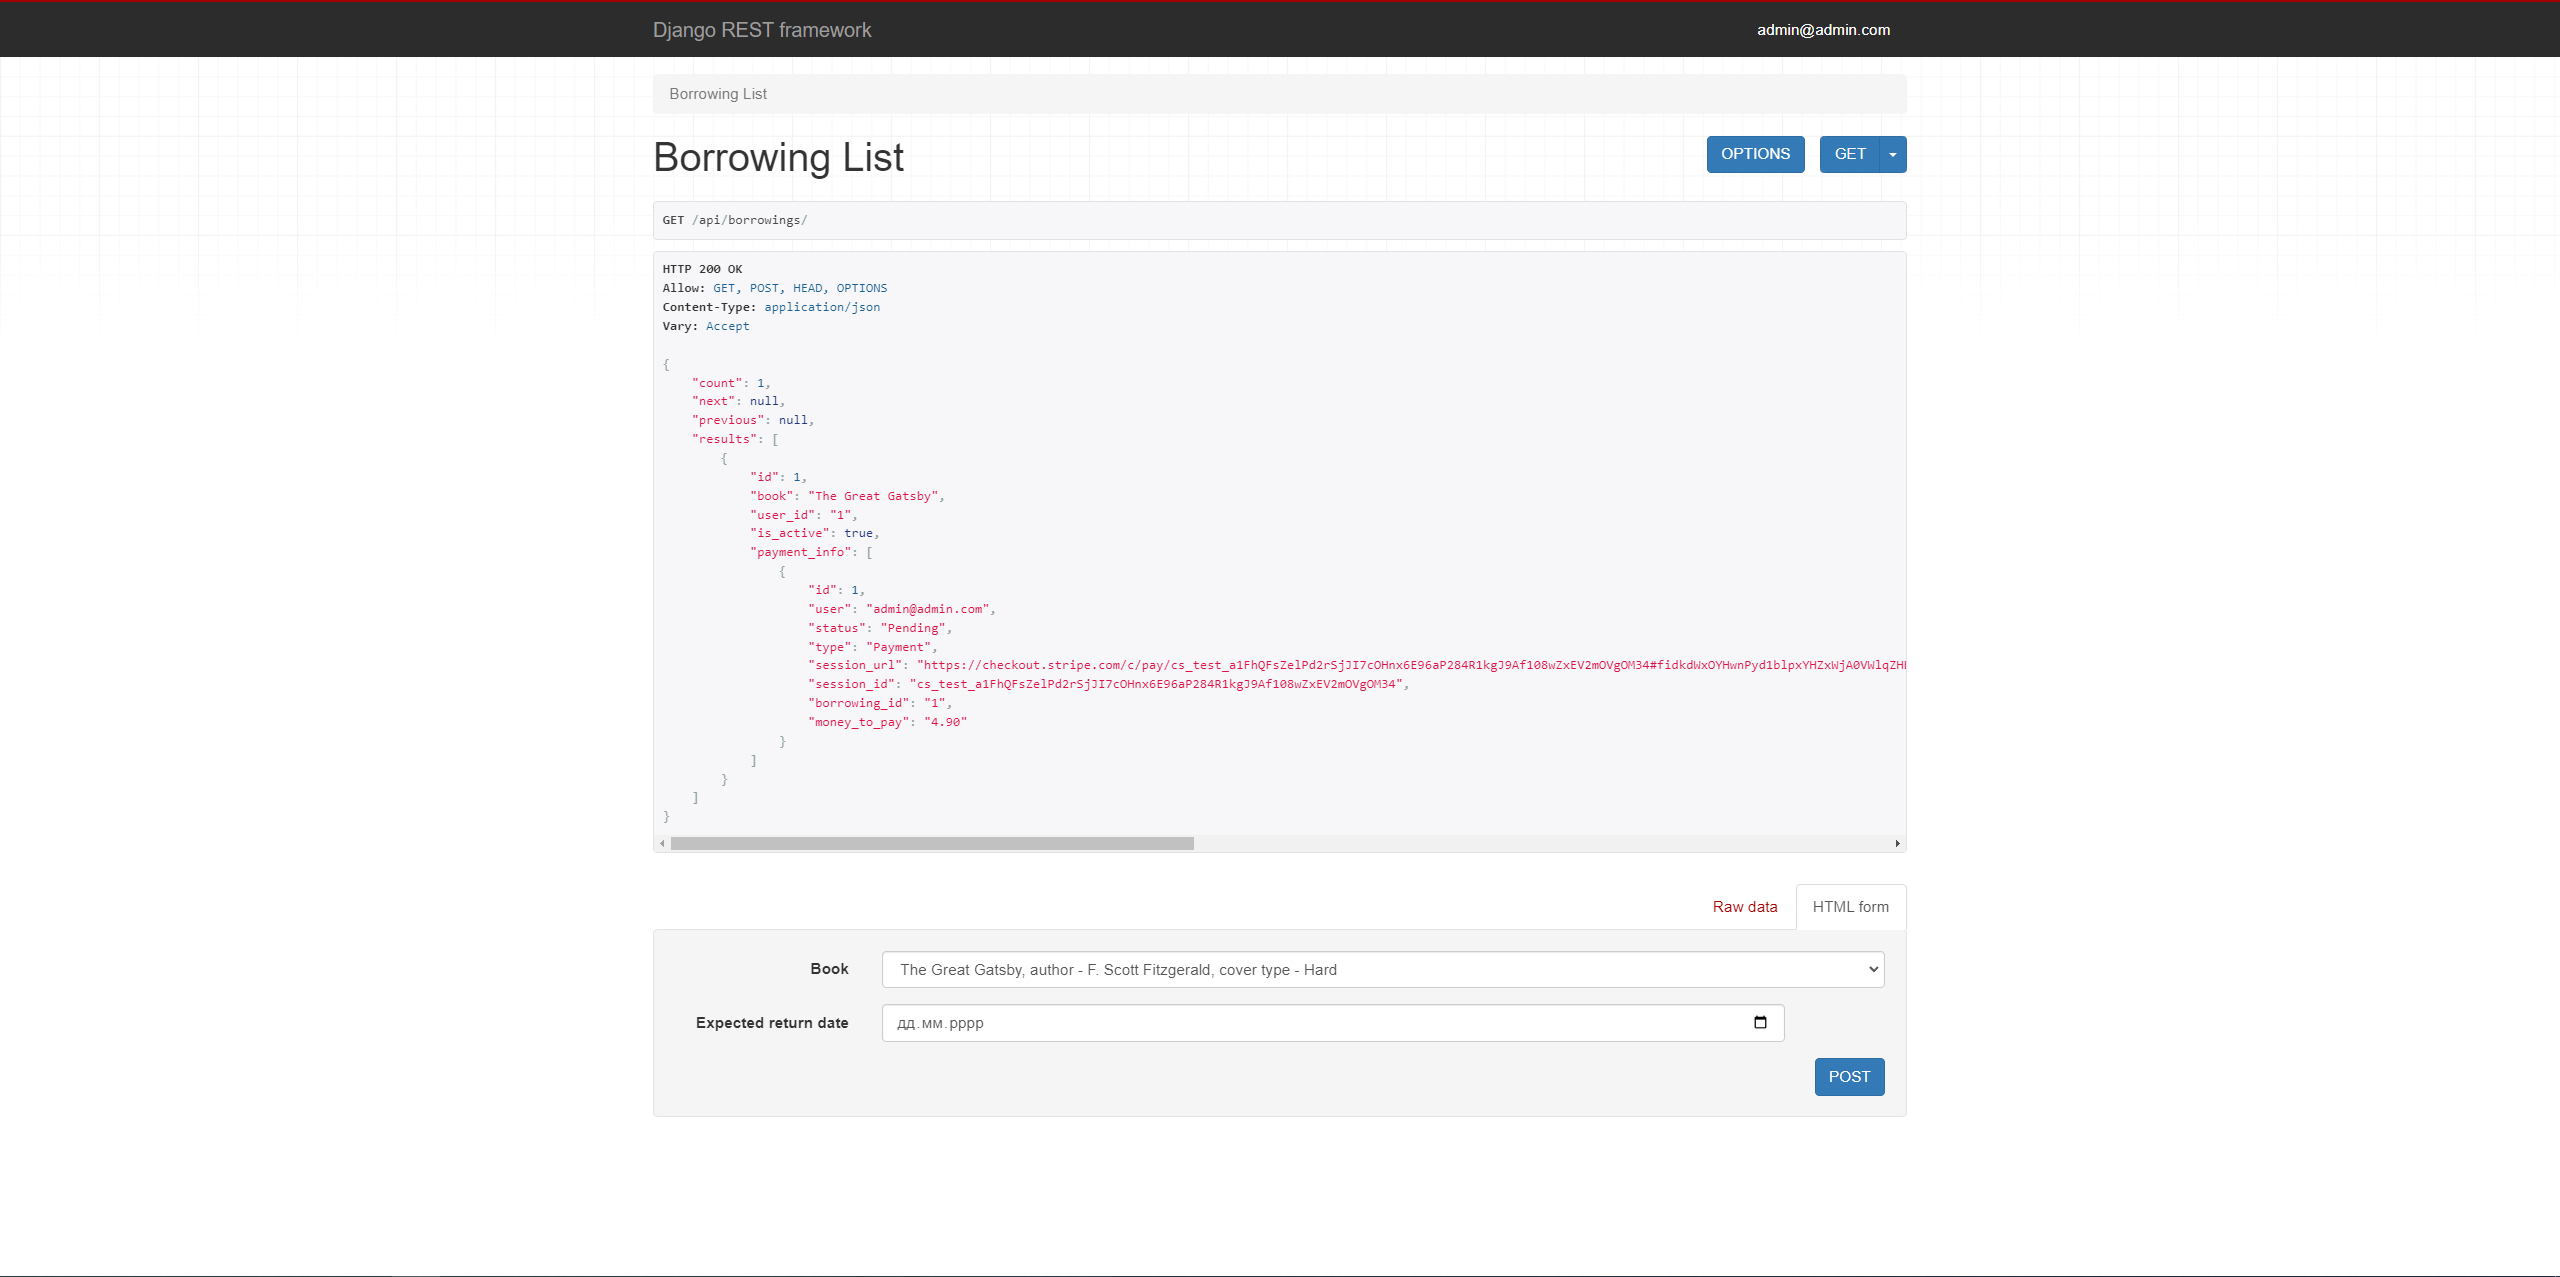 Django REST framework
admin@admin.com
Borrowing List
Borrowing List
OPTIONS
GET
GET /api/borrowings/
HTTP 200 OK
Allow: GET, POST, HEAD, OPTIONS
Content-Type: application/json
Vary: Accept
{
    "count": 1,
    "next": null,
    "previous": null,
    "results": [
        {
            "id": 1,
            "book": "The Great Gatsby",
            "user_id": "1",
            "is_active": true,
            "payment_info": [
                {
                    "id": 1,
                    "user": "admin@admin.com",
                    "status": "Pending",
                    "type": "Payment",
                    "session_url": "https://checkout.stripe.com/c/pay/cs_test_a1FhQFsZelPd2rSjJI7cOHnx6E96aP284R1kgJ9Af108wZxEV2mOVgOM34#fidkdWxOYHwnPyd1blpxYHZxWjA0VWlqZH
                    "session_id": "cs_test_a1FhQFsZelPd2rSjJI7cOHnx6E96aP284R1kgJ9Af108wZxEV2mOVgOM34",
                    "borrowing_id": "1",
                    "money_to_pay": "4.90"
                }
            ]
        }
    ]
}
Raw data
HTML form
Book
The Great Gatsby, author - F. Scott Fitzgerald, cover type - Hard
Expected return date
дд.мм.рррр
POST